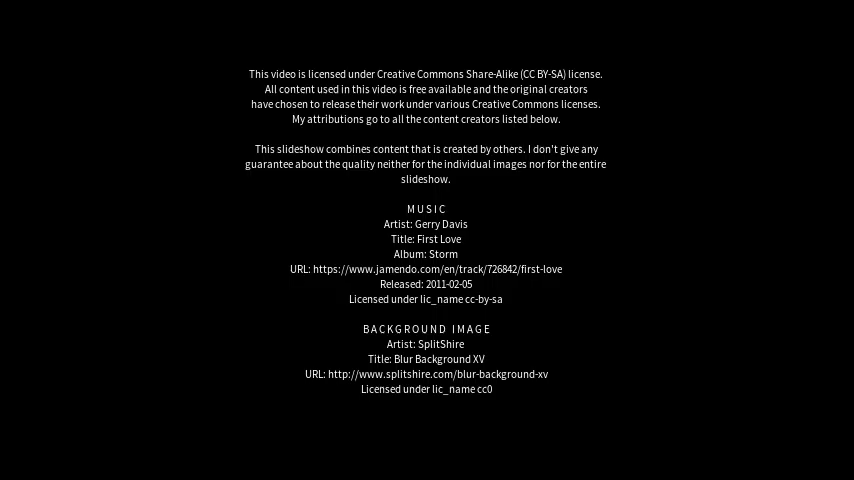 This video is licensed under Creative Commons Share-Alike (CC BY-SA) license.
All content used in this video is free available and the original creators
have chosen to release their work under various Creative Commons licenses.
My attributions go to all the content creators listed below.
This slideshow combines content that is created by others. I don't give any
guarantee about the quality neither for the individual images nor for the entire
slideshow.
MUSIC
Artist: Gerry Davis
Title: First Love
Album: Storm
URL: https://www.jamendo.com/en/track/726842/first-love
Released: 2011-02-05
Licensed under lic_name cc-by-sa
BACKGROUND IMAGE
Artist: SplitShire
Title: Blur Background XV
URL: http://www.splitshire.com/blur-background-xv
Licensed under lic_name cc0